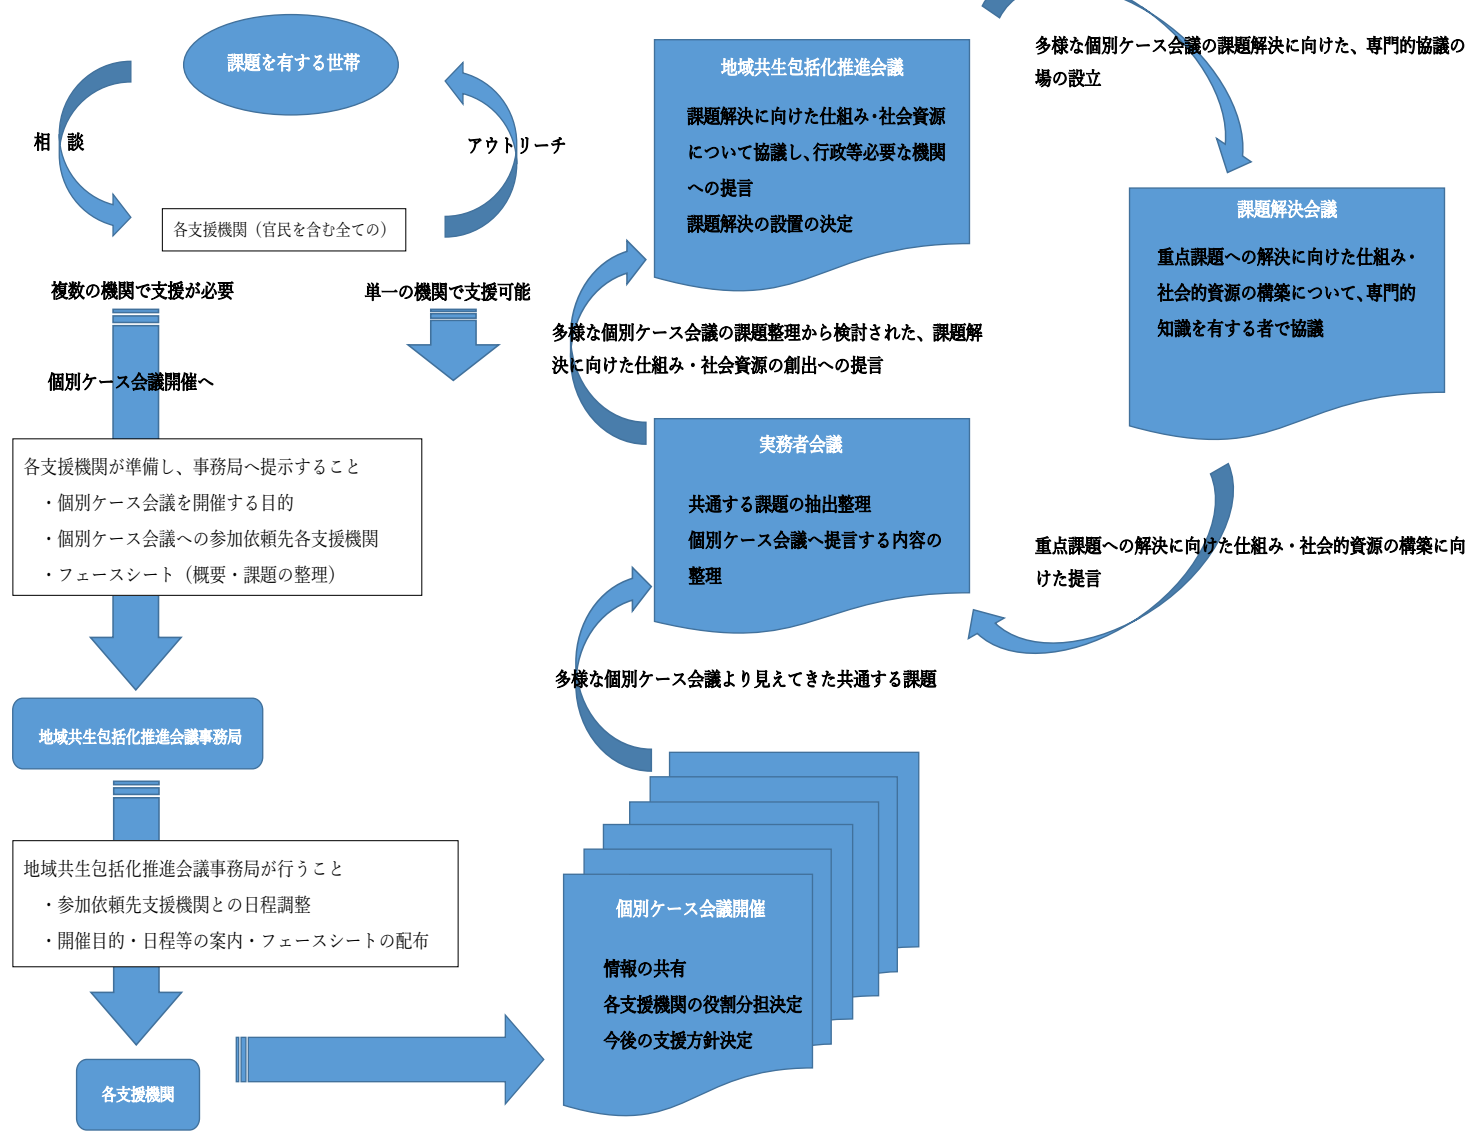 課題を有する世帯
相　談
アウトリーチ
各支援機関（官民を含む全ての）
複数の機関で支援が必要
単一の機関で支援可能
個別ケース会議開催へ
各支援機関が準備し、事務局へ提示すること
・個別ケース会議を開催する目的
・個別ケース会議への参加依頼先各支援機関
・フェースシート（概要・課題の整理）
地域共生包括化推進会議事務局
地域共生包括化推進会議事務局が行うこと
・参加依頼先支援機関との日程調整
・開催目的・日程等の案内・フェースシートの配布
各支援機関
個別ケース会議開催
情報の共有
各支援機関の役割分担決定
今後の支援方針決定
多様な個別ケース会議より見えてきた共通する課題
実務者会議
共通する課題の抽出整理
個別ケース会議へ提言する内容の
整理
多様な個別ケース会議の課題整理から検討された、課題解
決に向けた仕組み・社会資源の創出への提言
地域共生包括化推進会議
課題解決に向けた仕組み・社会資源
について協議し、行政等必要な機関
への提言
課題解決の設置の決定
多様な個別ケース会議の課題解決に向けた、専門的協議の
場の設立
課題解決会議
重点課題への解決に向けた仕組み・
社会的資源の構築について、専門的
知識を有する者で協議
重点課題への解決に向けた仕組み・社会的資源の構築に向
けた提言